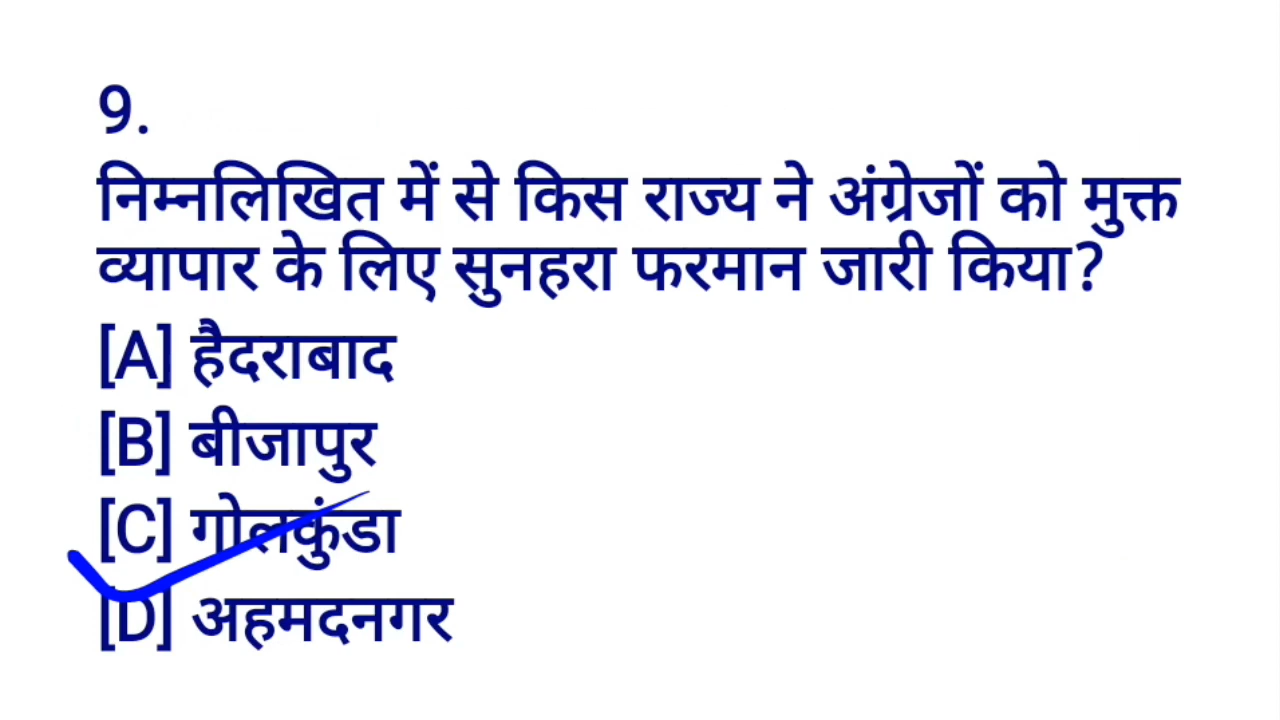 9.
निम्नलिखित में से किस राज्य ने अंग्रेजों को मुक्त
व्यापार के लिए सुनहरा फरमान जारी किया?
[A] हैदराबाद
[B] बीजापुर
[C] गोलकुंडा
[D] अहमदनगर